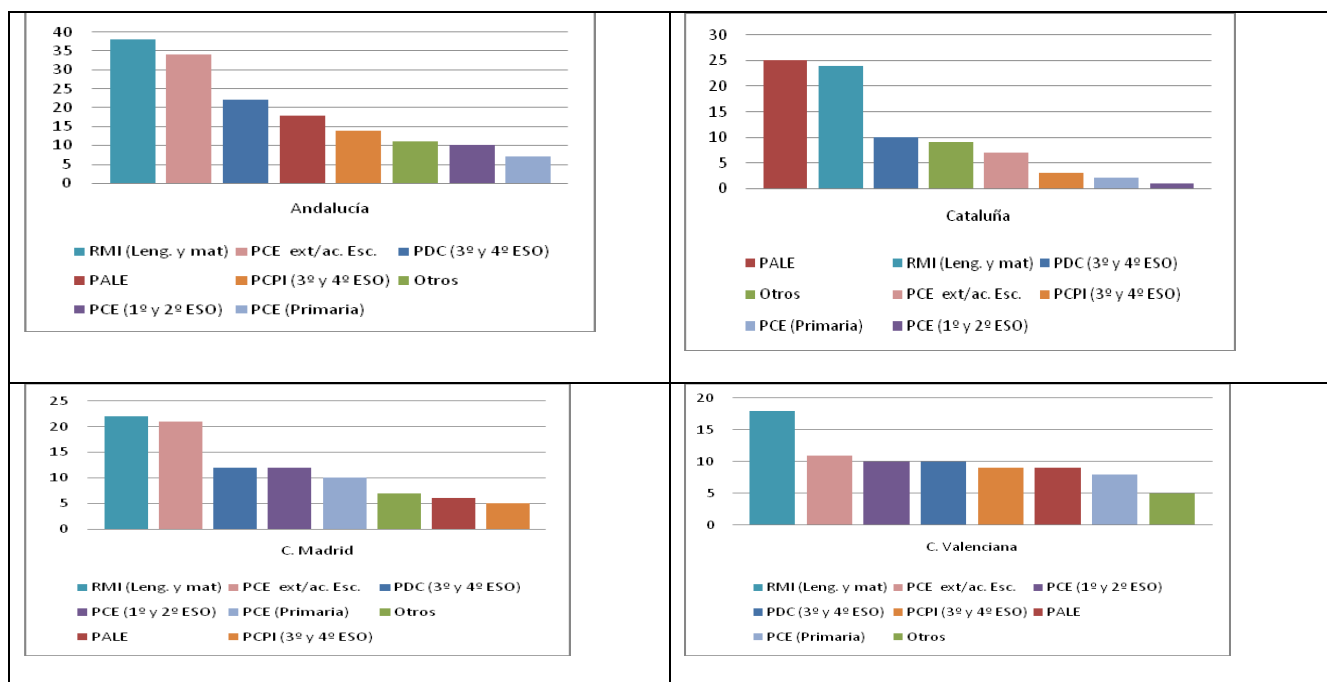 40
35
30
25
20
15
10
5
0
Andalucía
RMI (Leng. y mat) PCE ext/ac. Esc. PDC (3º y 4º ESO)
PALE PCPI (3º y 4º ESO) Otros
PCE (1º y 2º ESO) PCE (Primaria)
30
25
20
15
10
5
0
Cataluña
PALE RMI (Leng. y mat) PDC (3º y 4º ESO)
Otros PCE ext/ac. Esc. PCPI (3º y 4º ESO)
PCE (Primaria) PCE (1º y 2º ESO)
25
20
15
10
5
0
C. Madrid
RMI (Leng. y mat) PCE ext/ac. Esc. PDC (3º y 4º ESO)
PCE (1º y 2º ESO) PCE (Primaria) Otros
PALE PCPI (3º y 4º ESO)
20
15
10
5
0
C. Valenciana
RMI (Leng. y mat) PCE ext/ac. Esc. PCE (1º y 2º ESO)
PDC (3º y 4º ESO) PCPI (3º y 4º ESO) PALE
PCE (Primaria) Otros